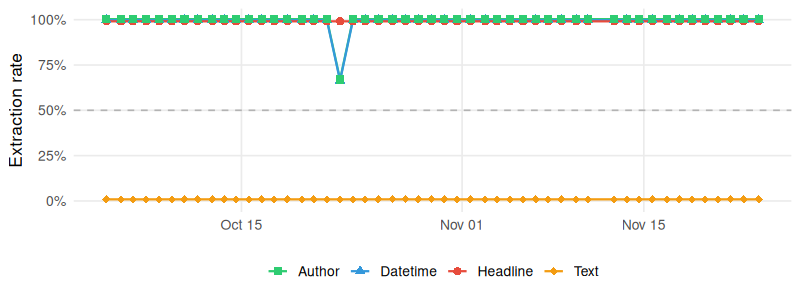 Extraction rate
100%
75%
50%
25%
0%
Oct 15 Nov 01 Nov 15
Author Datetime Headline Text